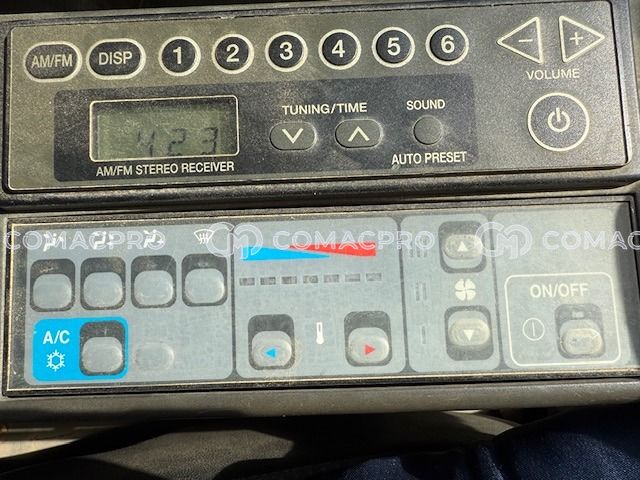 AM/FM DISP 1 2 3 4 5 6 − +
VOLUME
TUNING/TIME SOUND
4:23
AM/FM STEREO RECEIVER AUTO PRESET
COMACPRO COMACPRO COMACPRO
ON/OFF
A/C